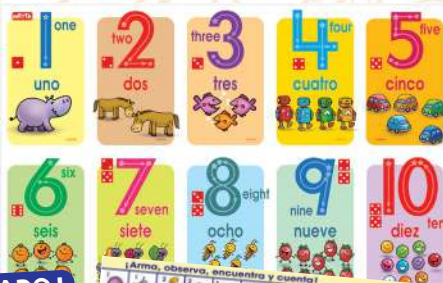 1 one
uno
two 2
dos
three 3
tres
4 four
cuatro
5 five
cinco
6 six
seis
7 seven
siete
8 eight
ocho
nine 9
nueve
10 ten
diez
¡Arma, observa, encuentra y cuenta!